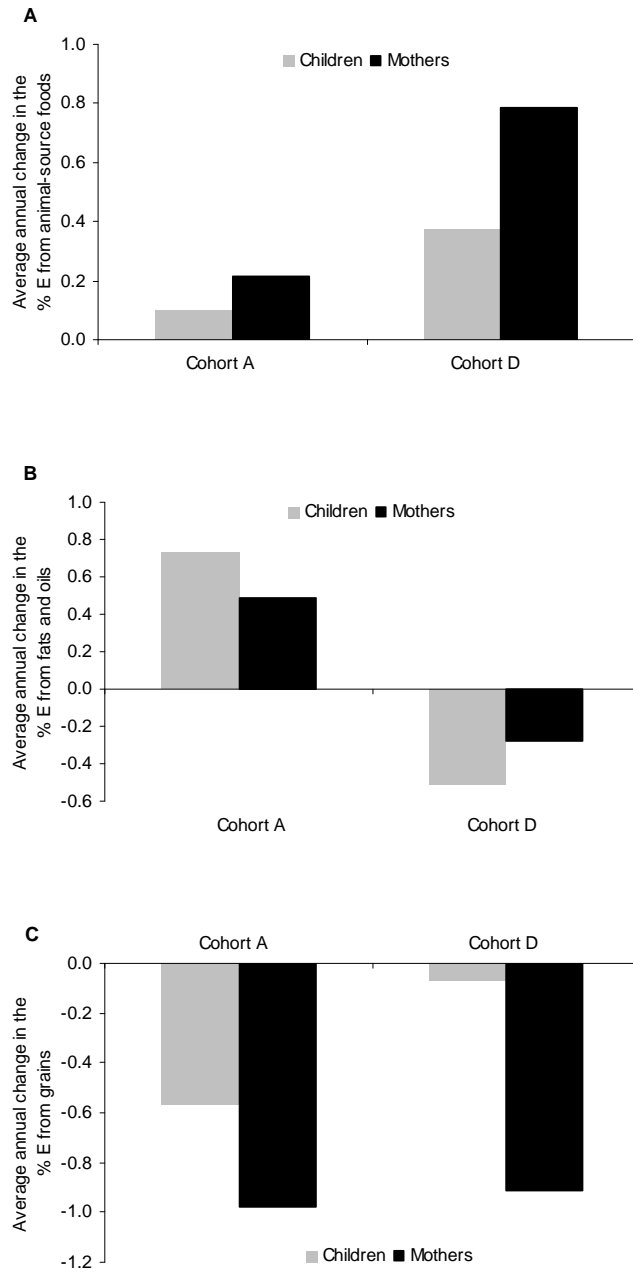 A
Average annual change in the
% E from animal-source foods
1.0
0.8
0.6
0.4
0.2
0.0
Children Mothers
Cohort A Cohort D
B
Average annual change in the
% E from fats and oils
1.0
0.8
0.6
0.4
0.2
0.0
-0.2
-0.4
-0.6
Children Mothers
Cohort A Cohort D
C
Average annual change in the
% E from grains
Cohort A Cohort D
0.0
-0.2
-0.4
-0.6
-0.8
-1.0
-1.2
Children Mothers